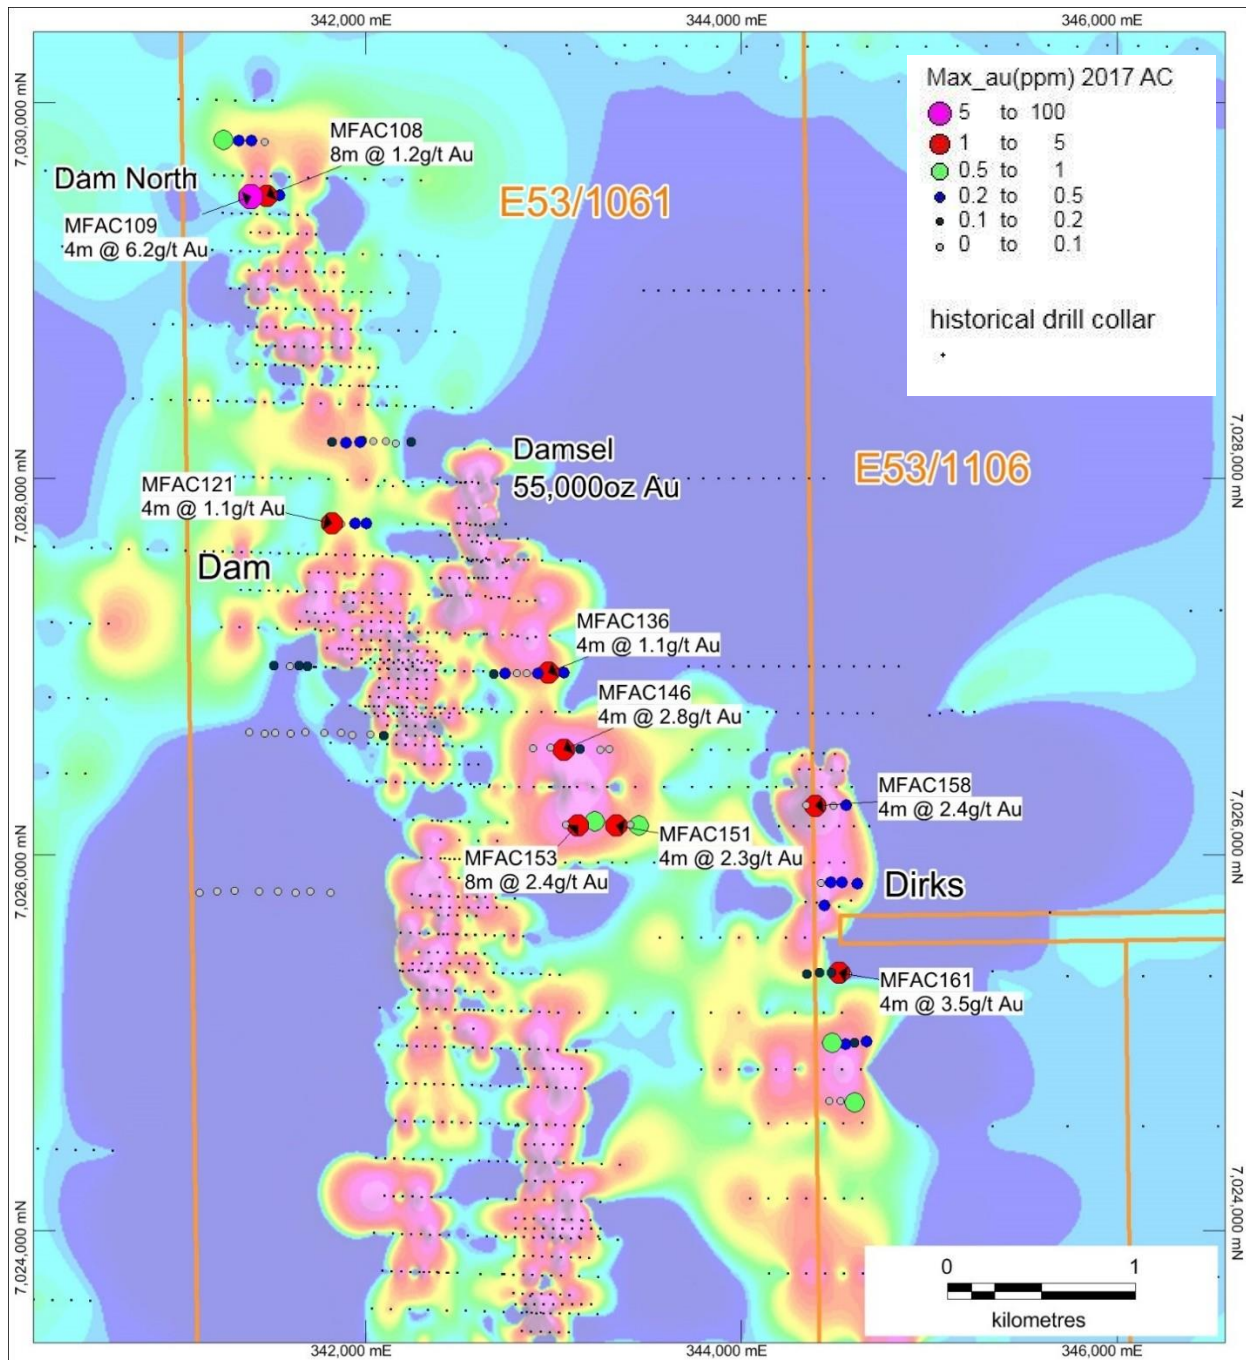 342,000 mE
344,000 mE
346,000 mE
7,030,000 mN
7,028,000 mN
7,026,000 mN
7,024,000 mN
Max_au(ppm) 2017 AC
5 to 100
1 to 5
0.5 to 1
0.2 to 0.5
0.1 to 0.2
0 to 0.1
historical drill collar
MFAC108
8m @ 1.2g/t Au
Dam North
E53/1061
MFAC109
4m @ 6.2g/t Au
Damsel
55,000oz Au
E53/1106
7,028,000 mN
MFAC121
4m @ 1.1g/t Au
Dam
MFAC136
4m @ 1.1g/t Au
MFAC146
4m @ 2.8g/t Au
MFAC158
4m @ 2.4g/t Au
MFAC151
4m @ 2.3g/t Au
MFAC153
8m @ 2.4g/t Au
7,026,000 mN
Dirks
MFAC161
4m @ 3.5g/t Au
7,024,000 mN
0 1
kilometres
342,000 mE
344,000 mE
346,000 mE